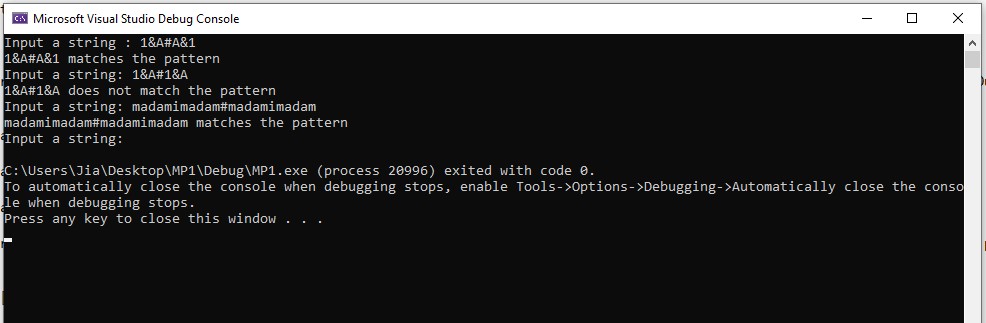 Microsoft Visual Studio Debug Console
Input a string : 1&A#A&1
1&A#A&1 matches the pattern
Input a string: 1&A#1&A
1&A#1&A does not match the pattern
Input a string: madamimadam#madamimadam
madamimadam#madamimadam matches the pattern
Input a string:
C:\Users\Jia\Desktop\MP1\Debug\MP1.exe (process 20996) exited with code 0.
To automatically close the console when debugging stops, enable Tools->Options->Debugging->Automatically close the conso
le when debugging stops.
Press any key to close this window . . .